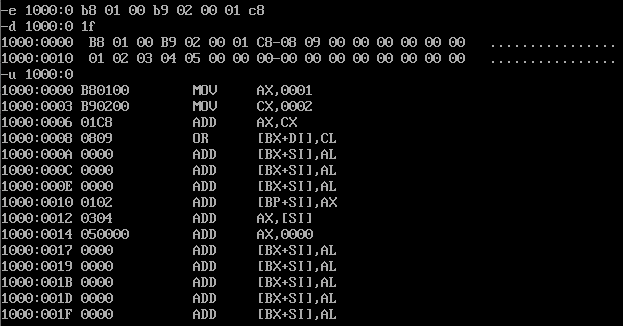 -e 1000:0 b8 01 00 b9 02 00 01 c8
-d 1000:0 1f
1000:0000 B8 01 00 B9 02 00 01 C8-08 09 00 00 00 00 00 00 ................
1000:0010 01 02 03 04 05 00 00 00-00 00 00 00 00 00 00 00 ................
-u 1000:0
1000:0000 B80100 MOV AX,0001
1000:0003 B90200 MOV CX,0002
1000:0006 01C8 ADD AX,CX
1000:0008 0809 OR [BX+DI],CL
1000:000A 0000 ADD [BX+SI],AL
1000:000C 0000 ADD [BX+SI],AL
1000:000E 0000 ADD [BX+SI],AL
1000:0010 0102 ADD [BP+SI],AX
1000:0012 0304 ADD AX,[SI]
1000:0014 050000 ADD AX,0000
1000:0017 0000 ADD [BX+SI],AL
1000:0019 0000 ADD [BX+SI],AL
1000:001B 0000 ADD [BX+SI],AL
1000:001D 0000 ADD [BX+SI],AL
1000:001F 0000 ADD [BX+SI],AL